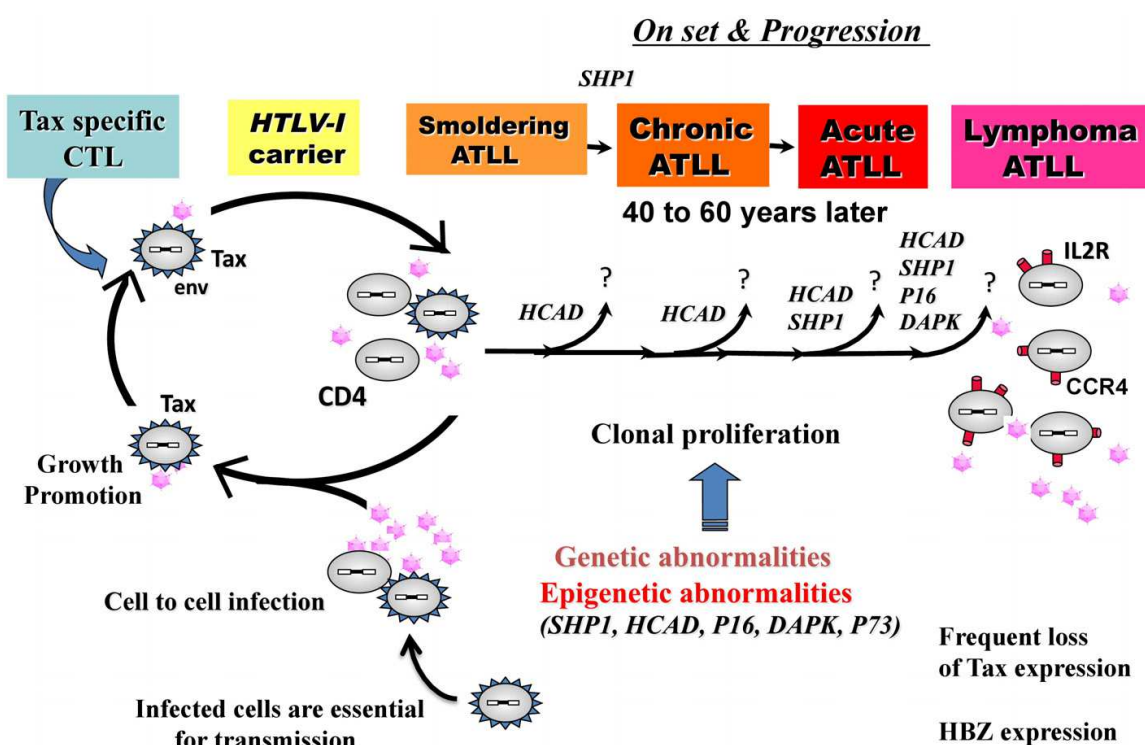 On set & Progression
SHP1
Tax specific
CTL
HTLV-I
carrier
Smoldering
ATLL
Chronic
ATLL
Acute
ATLL
Lymphoma
ATLL
40 to 60 years later
Tax
env
CD4
HCAD
?
HCAD
?
HCAD
SHP1
?
HCAD
SHP1
P16
DAPK
?
IL2R
CCR4
Tax
Growth
Promotion
Clonal proliferation
Genetic abnormalities
Epigenetic abnormalities
(SHP1, HCAD, P16, DAPK, P73)
Cell to cell infection
Infected cells are essential
for transmission
Frequent loss
of Tax expression
HBZ expression